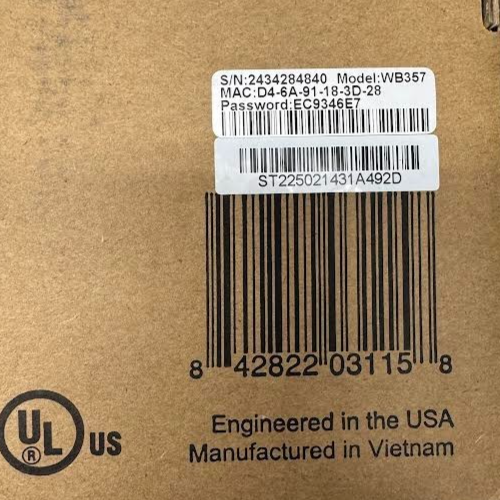 S/N:2434284840 Model:WB357
MAC:D4-6A-91-18-3D-28
Password:EC9346E7
ST225021431A492D
8 42822 03115 8
Engineered in the USA
Manufactured in Vietnam
UL® US